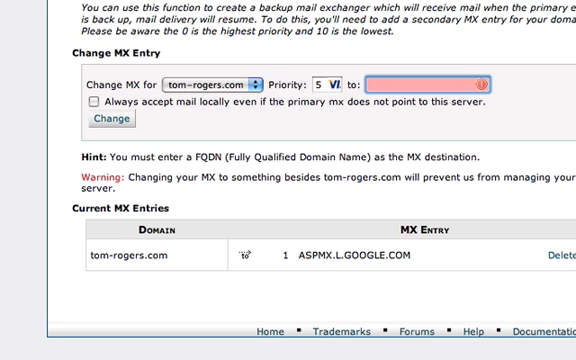 You can use this function to create a backup mail exchanger which will receive mail when the primary
is back up, mail delivery will resume. To do this, you'll need to add a secondary MX entry for your
Please be aware the 0 is the highest priority and 10 is the lowest.
Change MX Entry
Change MX for tom-rogers.com Priority: 5 to:
Always accept mail locally even if the primary mx does not point to this server.
Change
Hint: You must enter a FQDN (Fully Qualified Domain Name) as the MX destination.
Warning: Changing your MX to something besides tom-rogers.com will prevent us from managing your
server.
Current MX Entries
DOMAIN MX ENTRY
tom-rogers.com to 1 ASPMX.L.GOOGLE.COM Delete
Home ▪ Trademarks ▪ Forums ▪ Help ▪